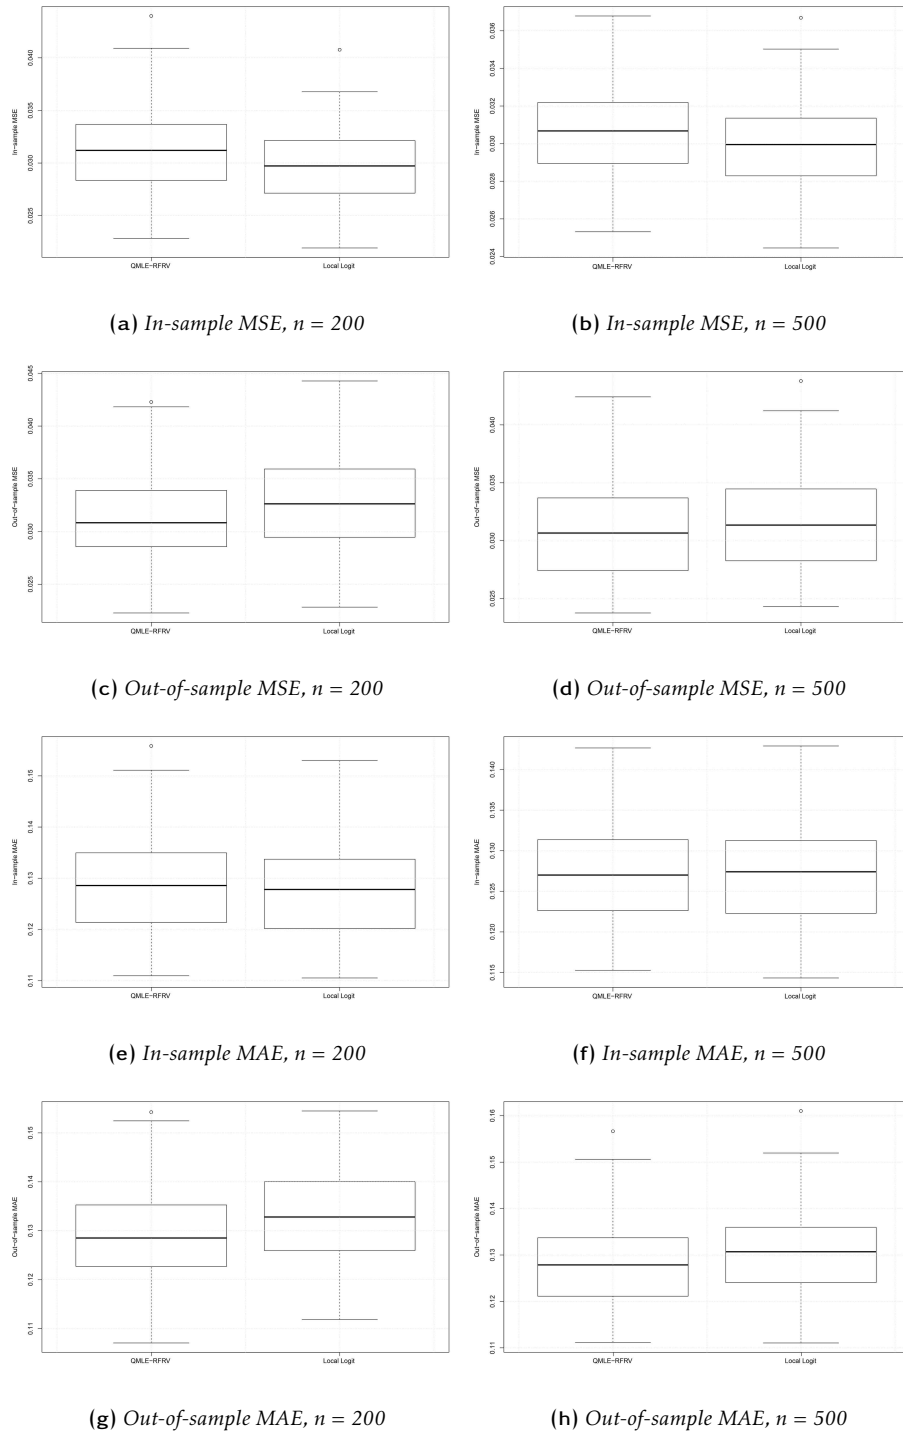 In-sample MSE
0.040
0.035
0.030
0.025
QMLE−RFRV Local Logit
(a) In-sample MSE, n = 200
In-sample MSE
0.036
0.034
0.032
0.030
0.028
0.026
0.024
QMLE−RFRV Local Logit
(b) In-sample MSE, n = 500
Out-of-sample MSE
0.045
0.040
0.035
0.030
0.025
QMLE−RFRV Local Logit
(c) Out-of-sample MSE, n = 200
Out-of-sample MSE
0.040
0.035
0.030
0.025
QMLE−RFRV Local Logit
(d) Out-of-sample MSE, n = 500
In-sample MAE
0.15
0.14
0.13
0.12
0.11
QMLE−RFRV Local Logit
(e) In-sample MAE, n = 200
In-sample MAE
0.140
0.135
0.130
0.125
0.120
0.115
QMLE−RFRV Local Logit
(f) In-sample MAE, n = 500
Out-of-sample MAE
0.15
0.14
0.13
0.12
0.11
QMLE−RFRV Local Logit
(g) Out-of-sample MAE, n = 200
Out-of-sample MAE
0.16
0.15
0.14
0.13
0.12
0.11
QMLE−RFRV Local Logit
(h) Out-of-sample MAE, n = 500